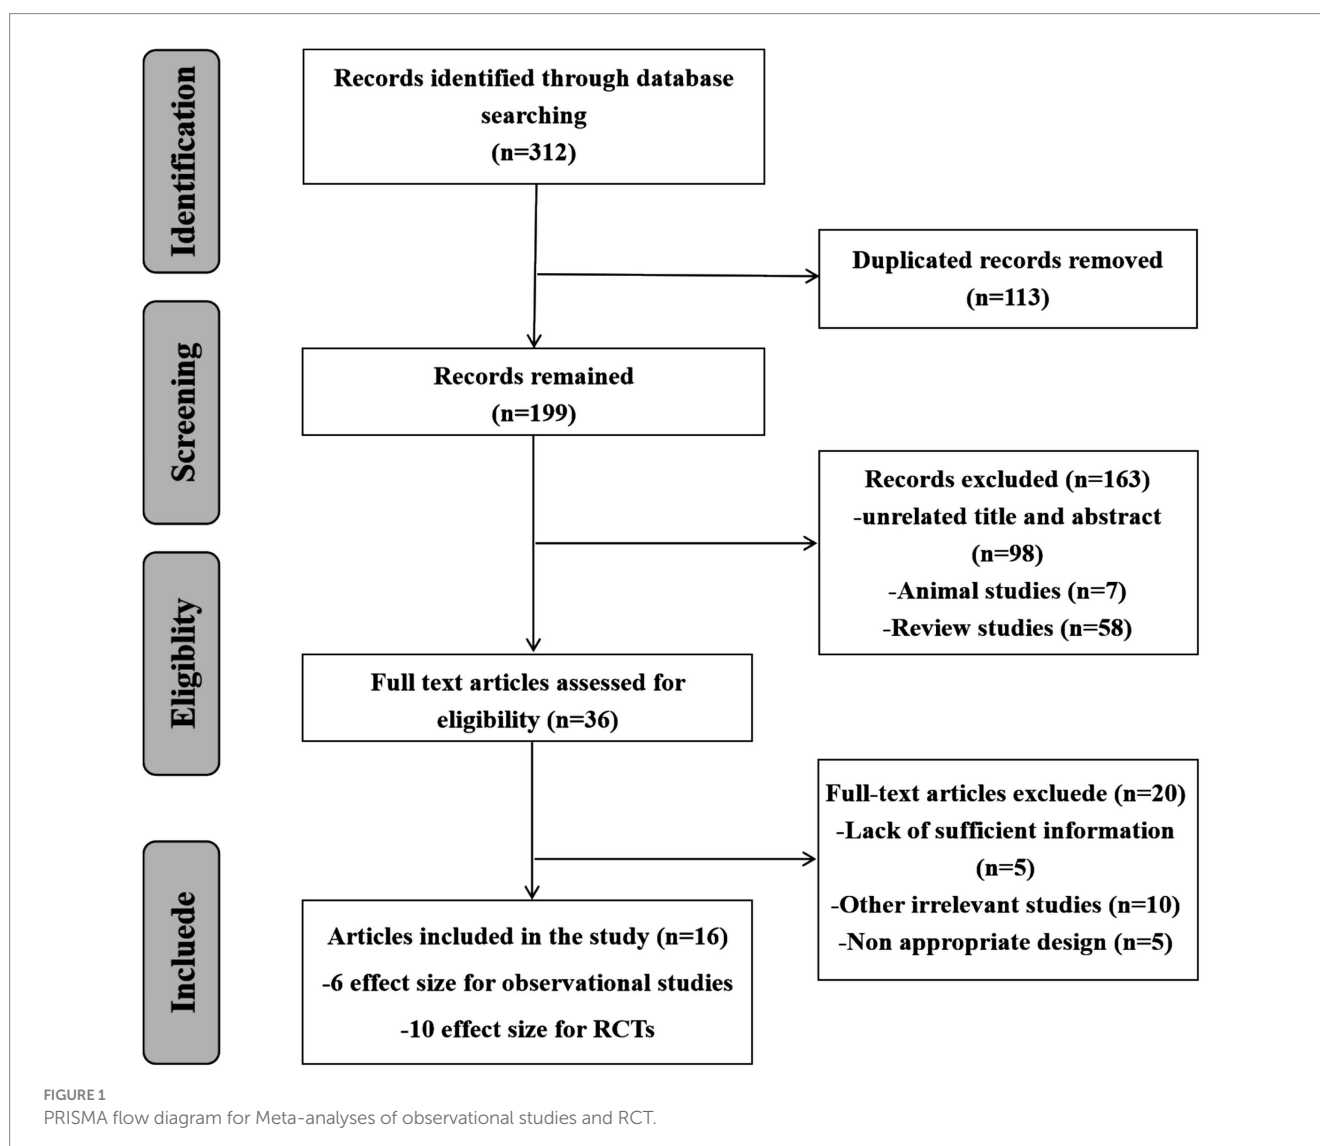 Identification
Records identified through database
searching
(n=312)
Duplicated records removed
(n=113)
Screening
Records remained
(n=199)
Records excluded (n=163)
-unrelated title and abstract
(n=98)
-Animal studies (n=7)
-Review studies (n=58)
Eligiblity
Full text articles assessed for
eligibility (n=36)
Full-text articles excluede (n=20)
-Lack of sufficient information
(n=5)
-Other irrelevant studies (n=10)
-Non appropriate design (n=5)
Incluede
Articles included in the study (n=16)
-6 effect size for observational studies
-10 effect size for RCTs
FIGURE 1
PRISMA flow diagram for Meta-analyses of observational studies and RCT.